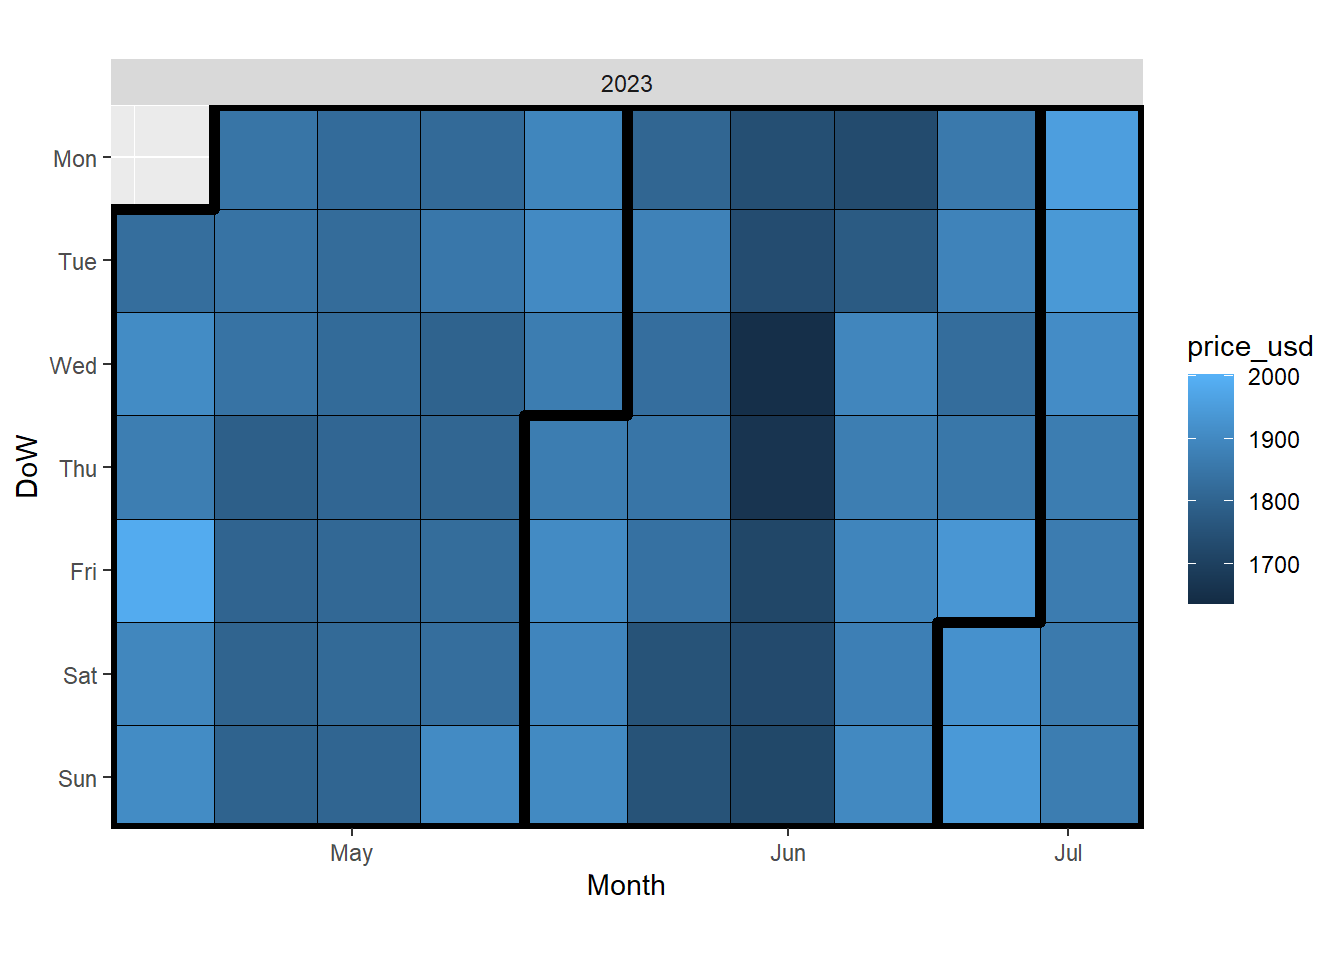 2023
Mon
Tue
Wed
Thu
Fri
Sat
Sun
DoW
May
Jun
Jul
Month
price_usd
2000
1900
1800
1700